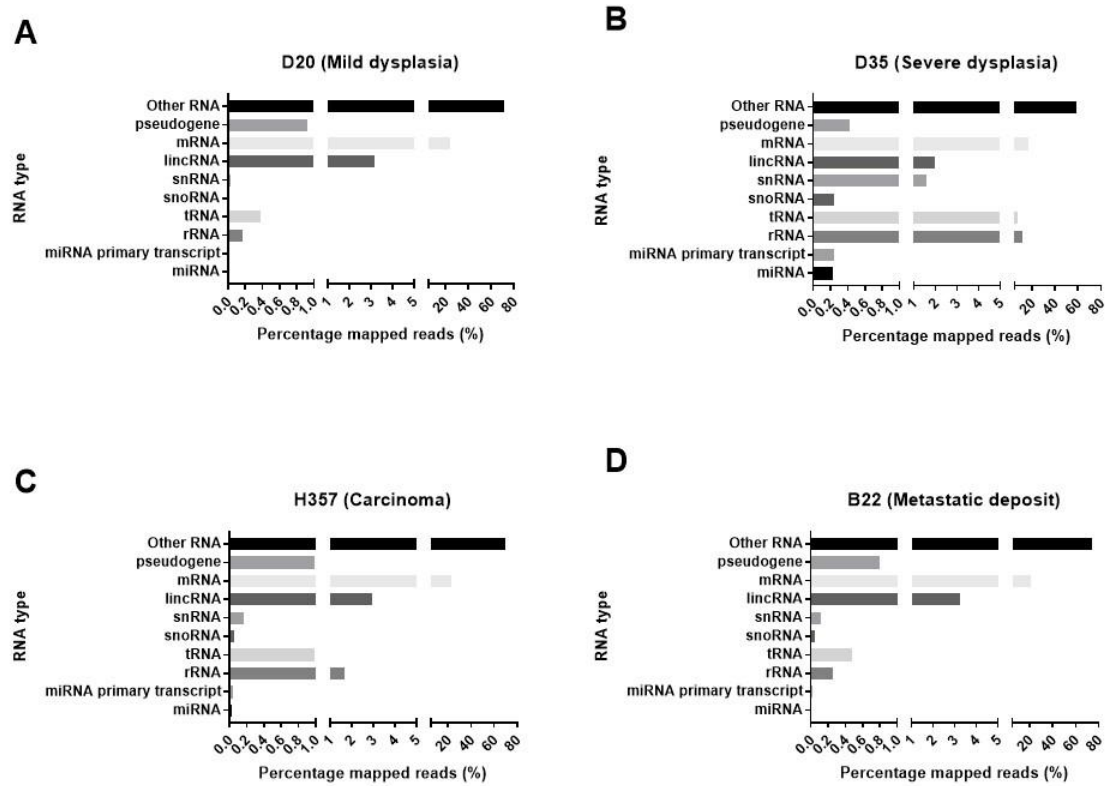 A
D20 (Mild dysplasia)
RNA type
Other RNA
pseudogene
mRNA
lincRNA
snRNA
snoRNA
tRNA
rRNA
miRNA primary transcript
miRNA
0.0 0.2 0.4 0.6 0.8 1.0 1 2 3 4 5 20 40 60 80
Percentage mapped reads (%)
B
D35 (Severe dysplasia)
RNA type
Other RNA
pseudogene
mRNA
lincRNA
snRNA
snoRNA
tRNA
rRNA
miRNA primary transcript
miRNA
0.0 0.2 0.4 0.6 0.8 1.0 1 2 3 4 5 20 40 60 80
Percentage mapped reads (%)
C
H357 (Carcinoma)
RNA type
Other RNA
pseudogene
mRNA
lincRNA
snRNA
snoRNA
tRNA
rRNA
miRNA primary transcript
miRNA
0.0 0.2 0.4 0.6 0.8 1.0 1 2 3 4 5 20 40 60 80
Percentage mapped reads (%)
D
B22 (Metastatic deposit)
RNA type
Other RNA
pseudogene
mRNA
lincRNA
snRNA
snoRNA
tRNA
rRNA
miRNA primary transcript
miRNA
0.0 0.2 0.4 0.6 0.8 1.0 1 2 3 4 5 20 40 60 80
Percentage mapped reads (%)